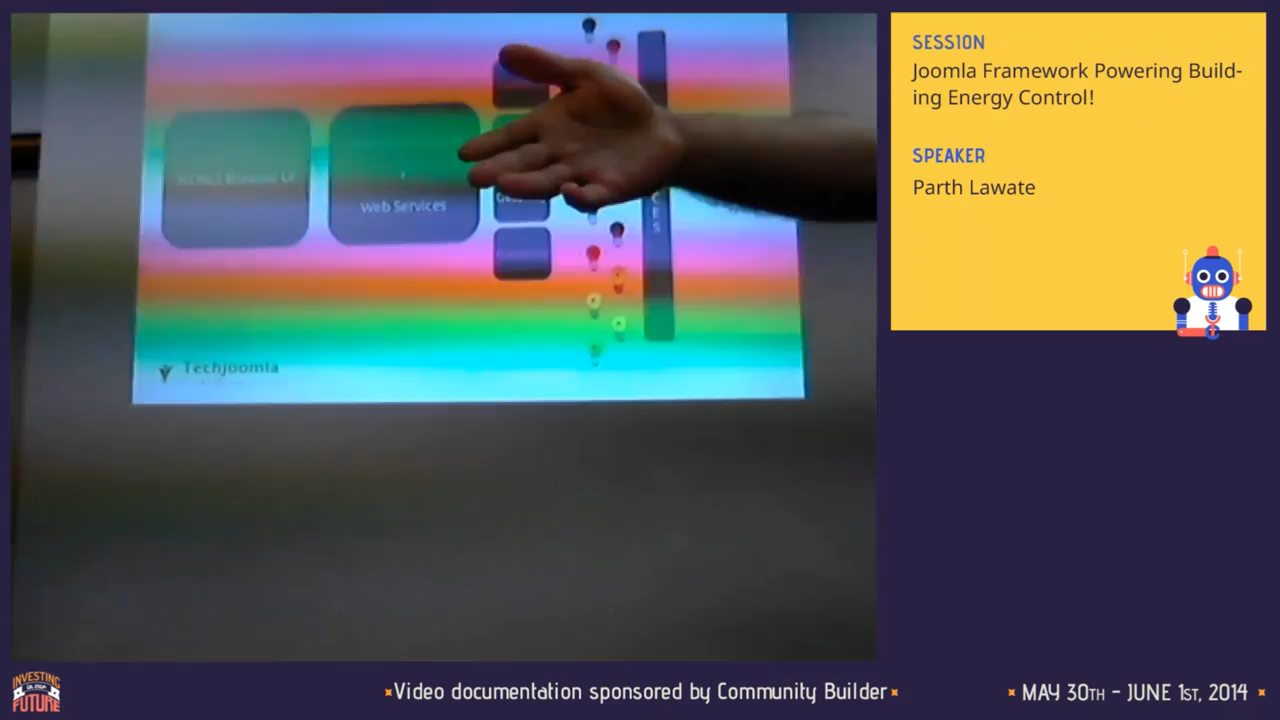 SESSION
Joomla Framework Powering Build-
ing Energy Control!
SPEAKER
Parth Lawate
Web Services
C
E
S
Techjoomla
INVESTING
IN OUR
FUTURE
Video documentation sponsored by Community Builder
MAY 30TH - JUNE 1ST, 2014